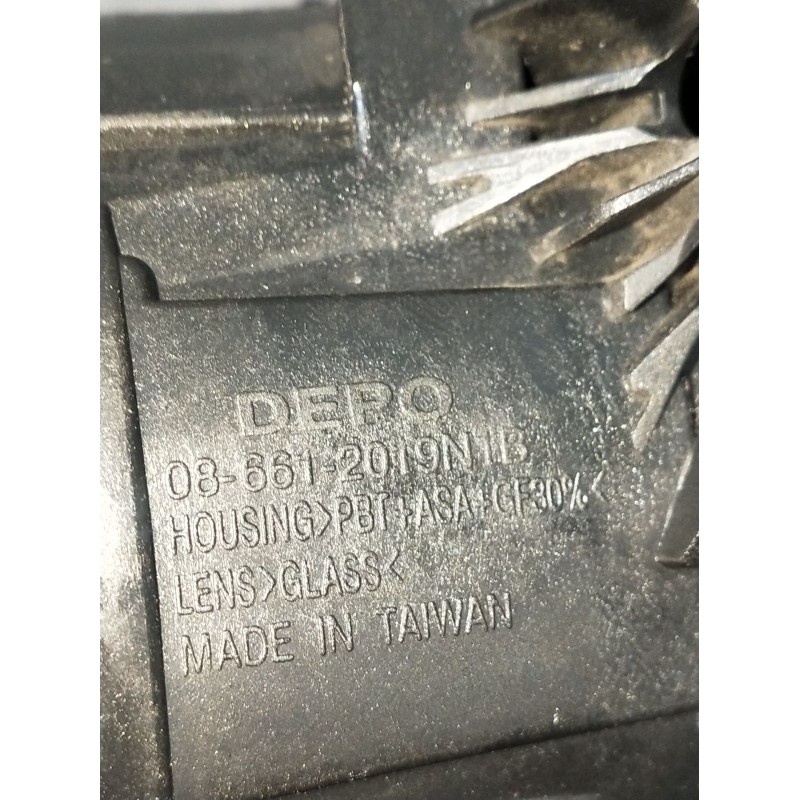 DEPO
08-661-2019N1B
HOUSING>PBT+ASA+GF30%<
LENS>GLASS<
MADE IN TAIWAN